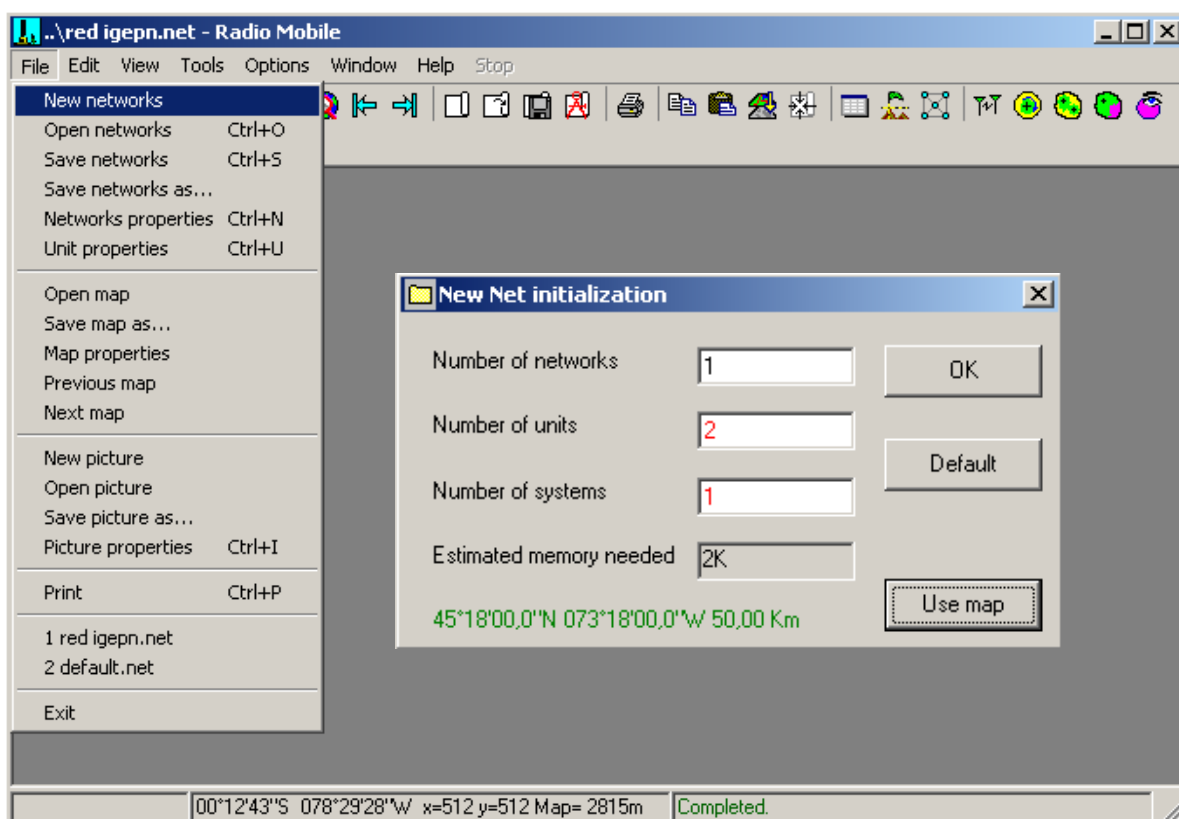 ..\red igepn.net - Radio Mobile
File Edit View Tools Options Window Help Stop
New networks
Open networks Ctrl+O
Save networks Ctrl+S
Save networks as...
Networks properties Ctrl+N
Unit properties Ctrl+U
Open map
Save map as...
Map properties
Previous map
Next map
New picture
Open picture
Save picture as...
Picture properties Ctrl+I
Print Ctrl+P
1 red igepn.net
2 default.net
Exit
New Net initialization
Number of networks 1
OK
Number of units 2
Default
Number of systems 1
Estimated memory needed 2K
Use map
45°18'00,0''N 073°18'00,0''W 50,00 Km
00°12'43''S 078°29'28''W x=512 y=512 Map= 2815m
Completed.